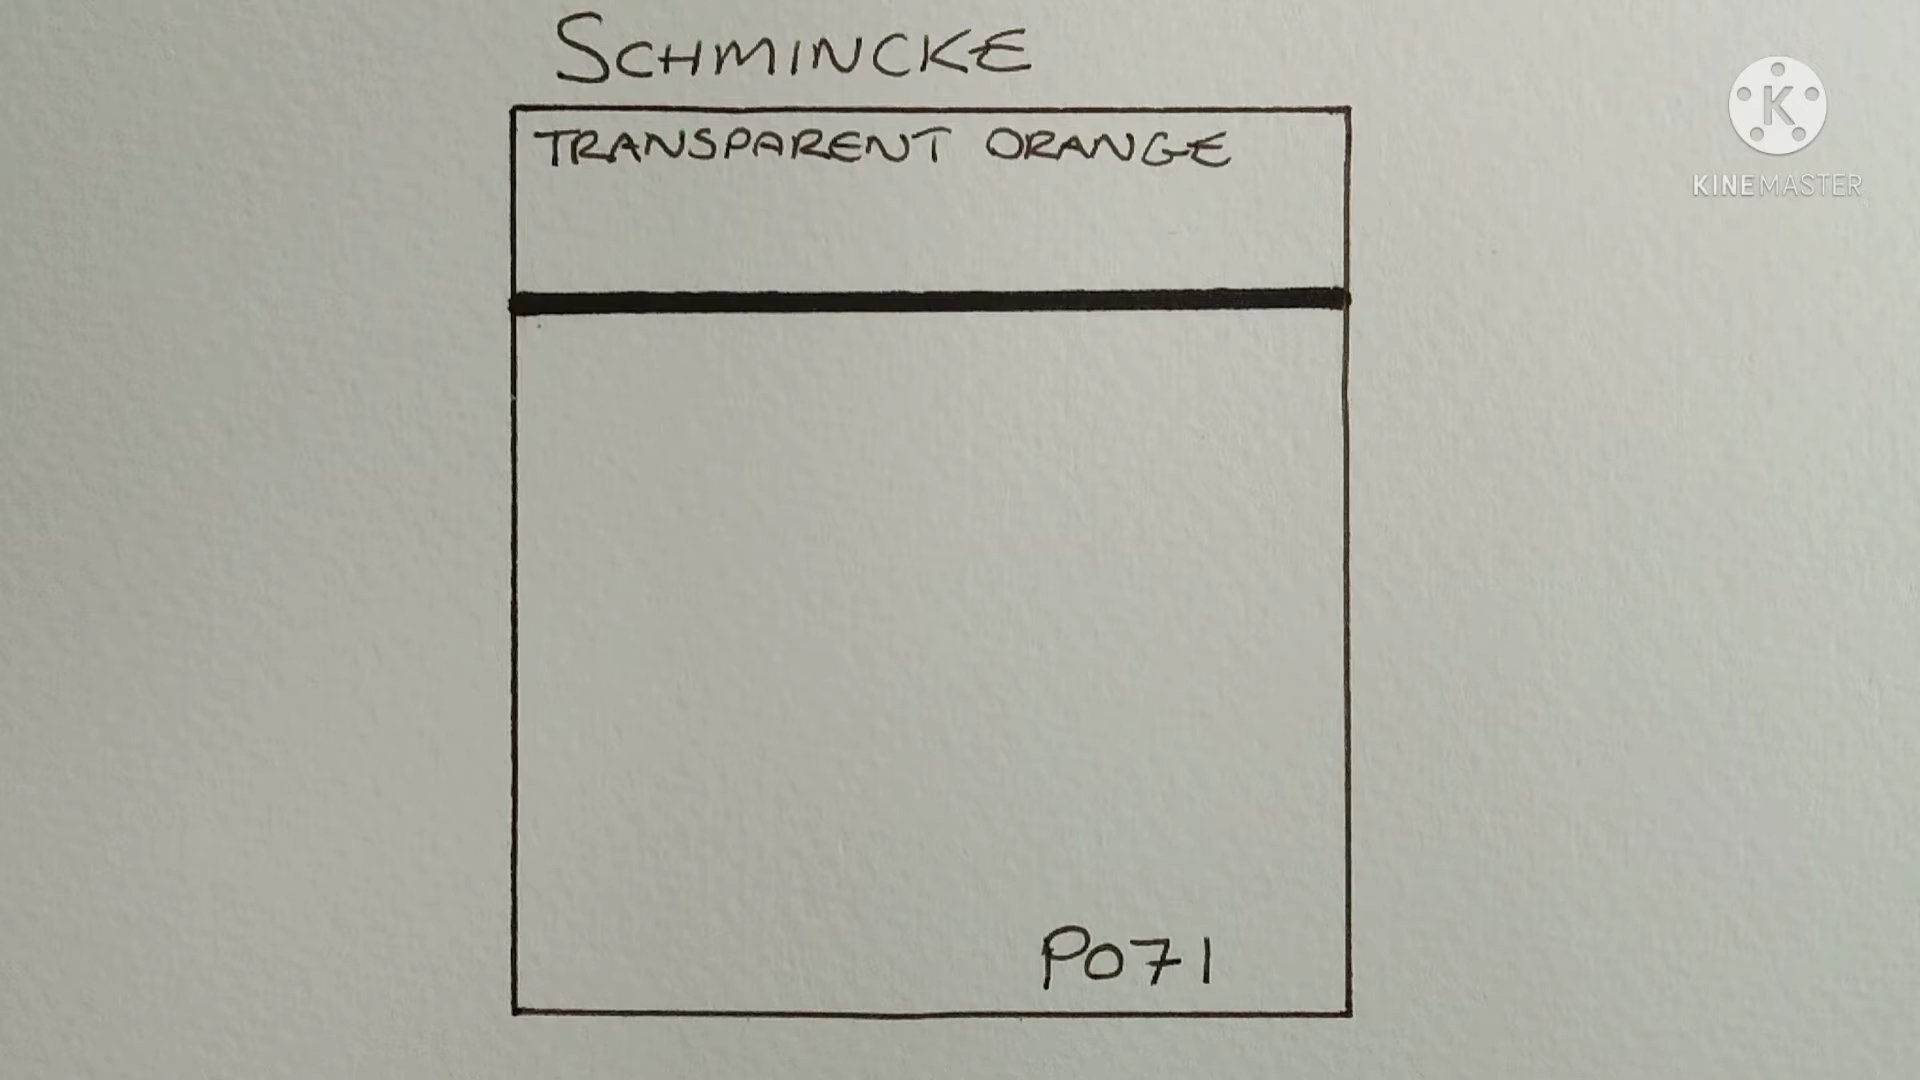 SCHMINCKE
TRANSPARENT ORANGE
PO71
K
KINEMASTER